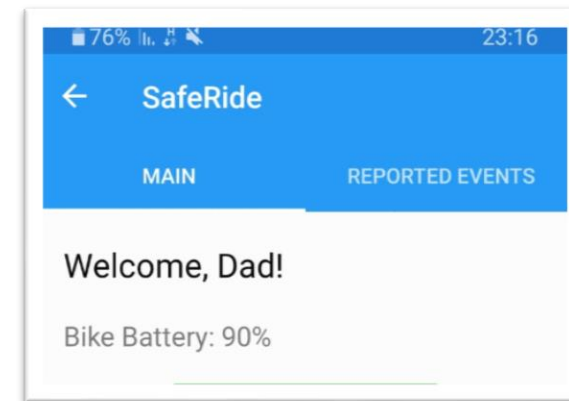 76% 23:16
SafeRide
MAIN REPORTED EVENTS
Welcome, Dad!
Bike Battery: 90%